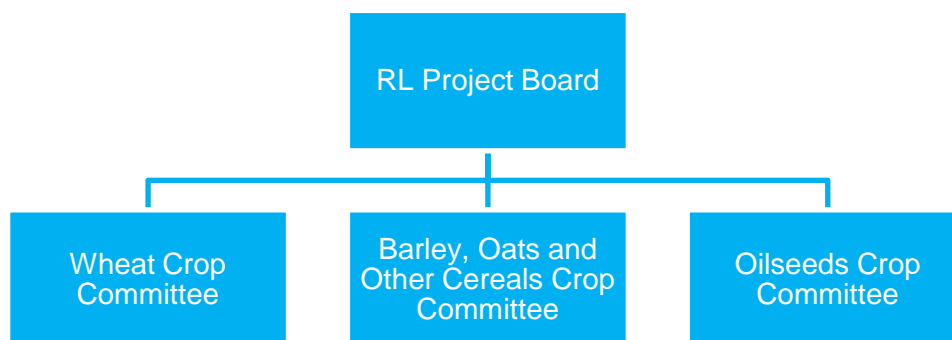 RL Project Board
Wheat Crop
Committee
Barley, Oats and
Other Cereals Crop
Committee
Oilseeds Crop
Committee